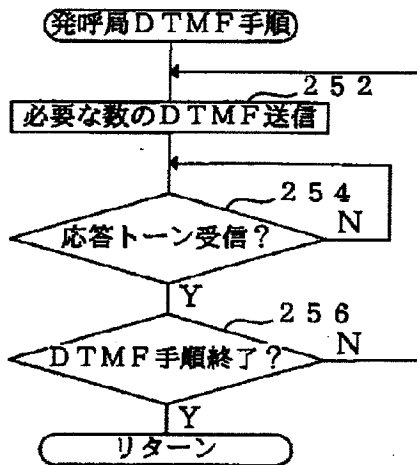 発呼局DTMF手順
252
必要な数のDTMF送信
254
応答トーン受信？
N
Y
256
DTMF手順終了？
N
Y
リターン